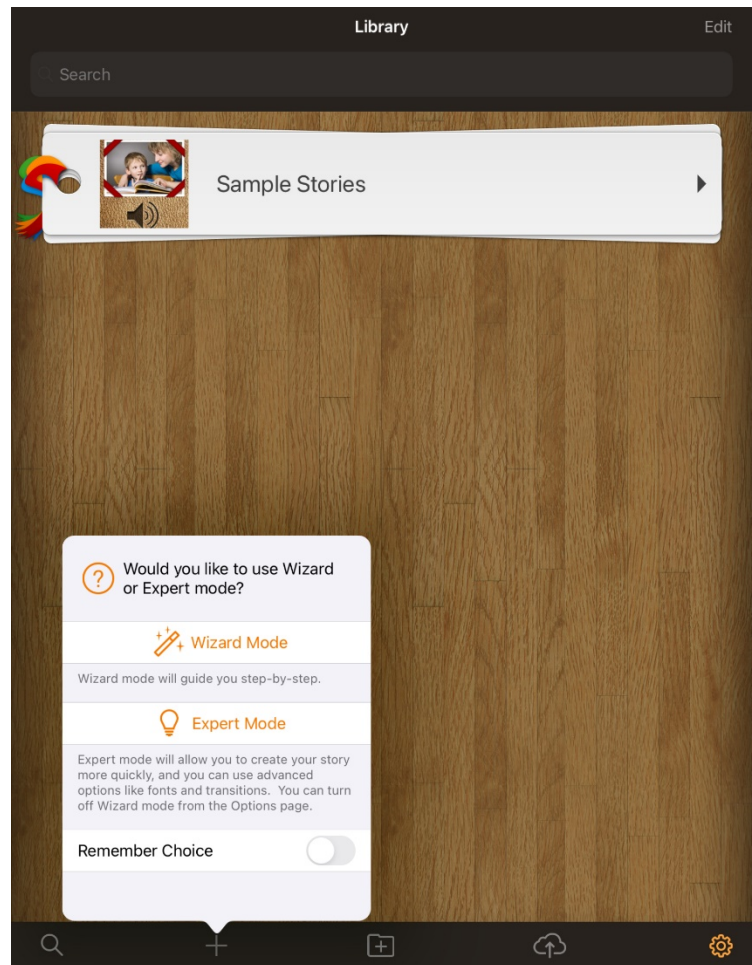 Library
Edit
Search
Sample Stories
Would you like to use Wizard
or Expert mode?
Wizard Mode
Wizard mode will guide you step-by-step.
Expert Mode
Expert mode will allow you to create your story
more quickly, and you can use advanced
options like fonts and transitions.  You can turn
off Wizard mode from the Options page.
Remember Choice